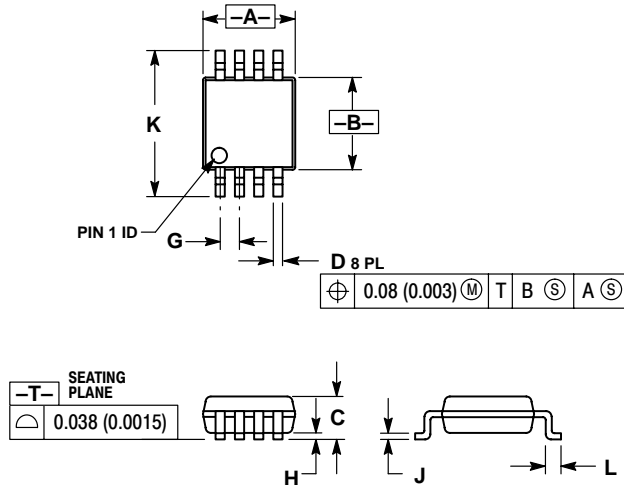 –A–
K
–B–
PIN 1 ID
G
D 8 PL
⌖ 0.08 (0.003) Ⓜ T B Ⓢ A Ⓢ
–T– SEATING
PLANE
⌓ 0.038 (0.0015)
C
H
J
L